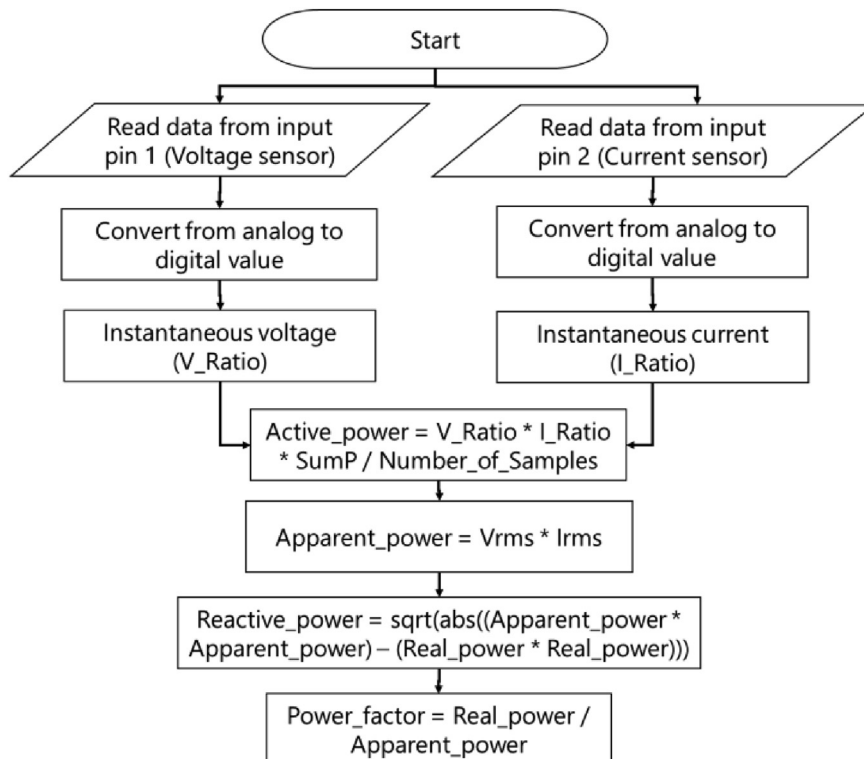 Start
Read data from input
pin 1 (Voltage sensor)
Read data from input
pin 2 (Current sensor)
Convert from analog to
digital value
Convert from analog to
digital value
Instantaneous voltage
(V_Ratio)
Instantaneous current
(I_Ratio)
Active_power = V_Ratio * I_Ratio
* SumP / Number_of_Samples
Apparent_power = Vrms * Irms
Reactive_power = sqrt(abs((Apparent_power *
Apparent_power) – (Real_power * Real_power)))
Power_factor = Real_power /
Apparent_power